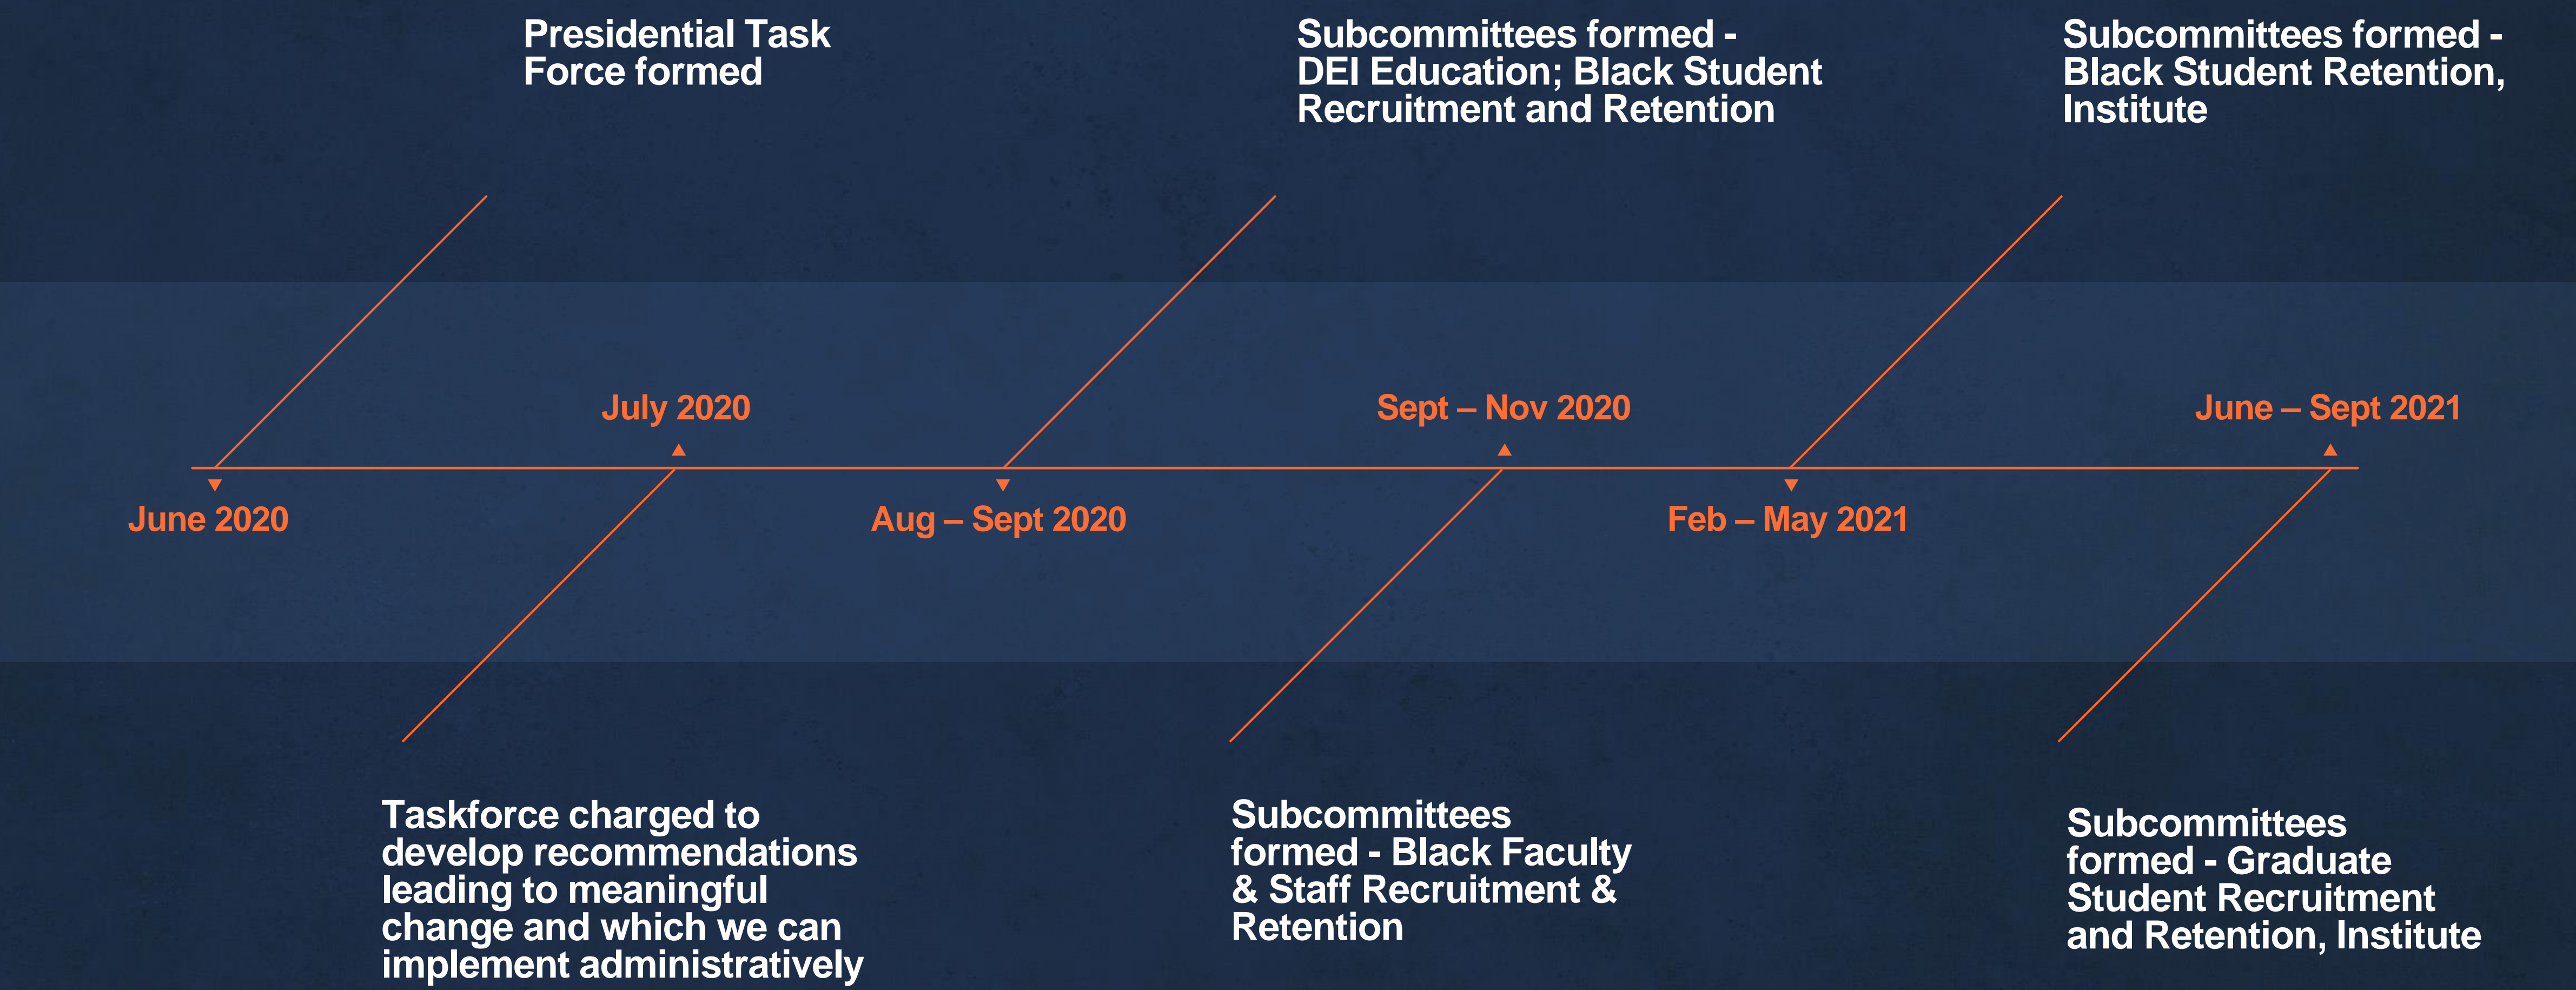 Presidential Task
Force formed
Subcommittees formed -
DEI Education; Black Student
Recruitment and Retention
Subcommittees formed -
Black Student Retention,
Institute
July 2020
Sept – Nov 2020
June – Sept 2021
June 2020
Aug – Sept 2020
Feb – May 2021
Taskforce charged to
develop recommendations
leading to meaningful
change and which we can
implement administratively
Subcommittees
formed - Black Faculty
& Staff Recruitment &
Retention
Subcommittees
formed - Graduate
Student Recruitment
and Retention, Institute